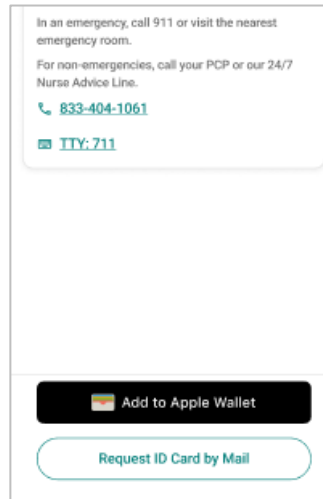 In an emergency, call 911 or visit the nearest
emergency room.
For non-emergencies, call your PCP or our 24/7
Nurse Advice Line.
833-404-1061
TTY: 711
Add to Apple Wallet
Request ID Card by Mail